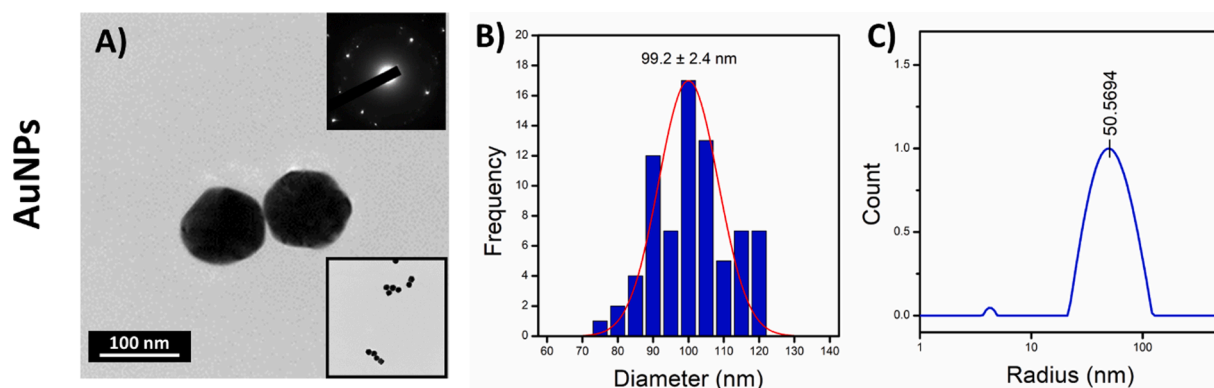 AuNPs
A)
100 nm
B)
99.2 ± 2.4 nm
Frequency
20
18
16
14
12
10
8
6
4
2
0
60 70 80 90 100 110 120 130 140
Diameter (nm)
C)
50.5694
Count
1.5
1.0
0.5
0.0
1 10 100
Radius (nm)